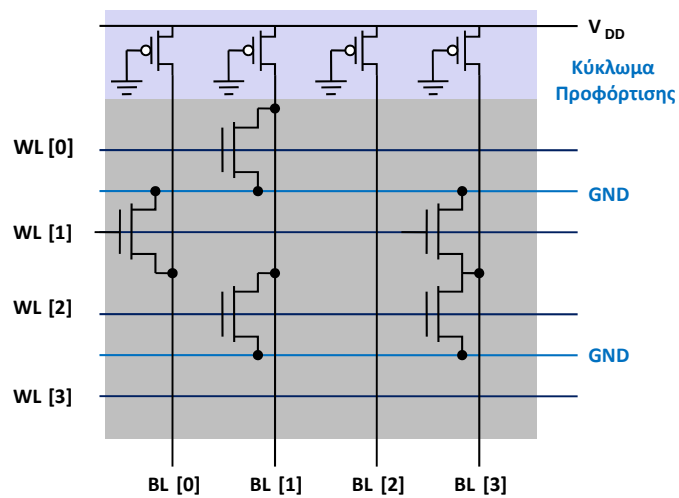 V DD
Κύκλωμα
Προφόρτισης
WL [0]
GND
WL [1]
WL [2]
GND
WL [3]
BL [0] BL [1] BL [2] BL [3]